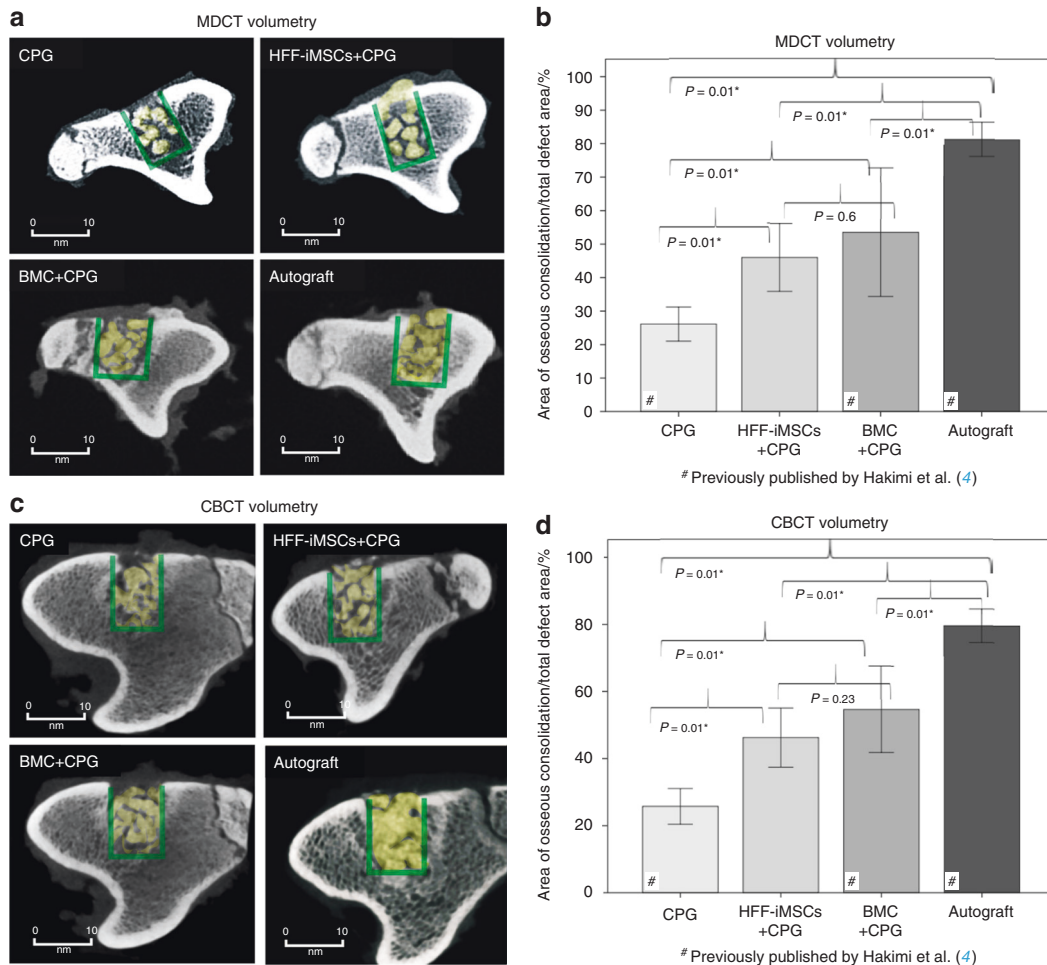 a
MDCT volumetry
CPG
0 10
nm
HFF-iMSCs+CPG
0 10
nm
BMC+CPG
0 10
nm
Autograft
0 10
nm
b
MDCT volumetry
Area of osseous consolidation/total defect area/%
100
90
80
70
60
50
40
30
20
10
0
P = 0.01*
P = 0.01*
P = 0.01*
P = 0.01*
P = 0.6
P = 0.01*
#
#
#
CPG
HFF-iMSCs
+CPG
BMC
+CPG
Autograft
# Previously published by Hakimi et al. (4)
c
CBCT volumetry
CPG
0 10
nm
HFF-iMSCs+CPG
0 10
nm
BMC+CPG
0 10
nm
Autograft
0 10
nm
d
CBCT volumetry
Area of osseous consolidation/total defect area/%
100
80
60
40
20
0
P = 0.01*
P = 0.01*
P = 0.01*
P = 0.01*
P = 0.23
P = 0.01*
#
#
#
CPG
HFF-iMSCs
+CPG
BMC
+CPG
Autograft
# Previously published by Hakimi et al. (4)